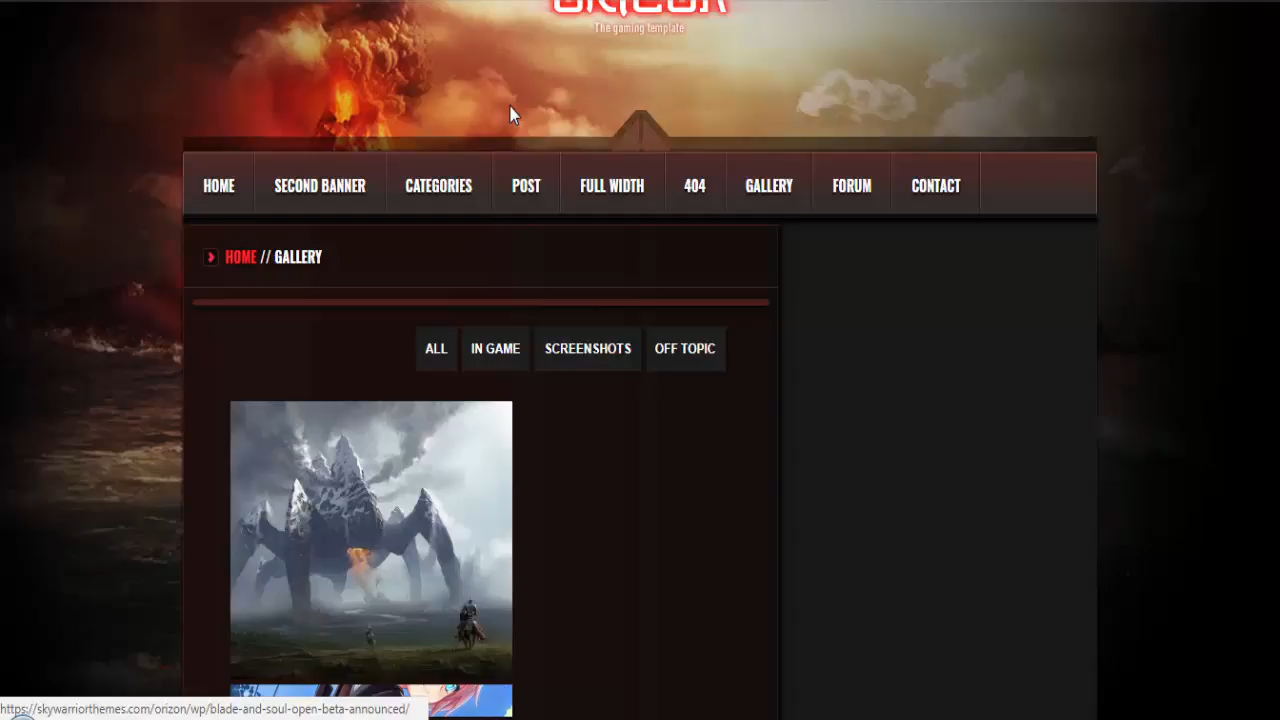 The gaming template
HOME SECOND BANNER CATEGORIES POST FULL WIDTH 404 GALLERY FORUM CONTACT
HOME // GALLERY
ALL IN GAME SCREENSHOTS OFF TOPIC
https://skywarriorthemes.com/orizon/wp/blade-and-soul-open-beta-announced/